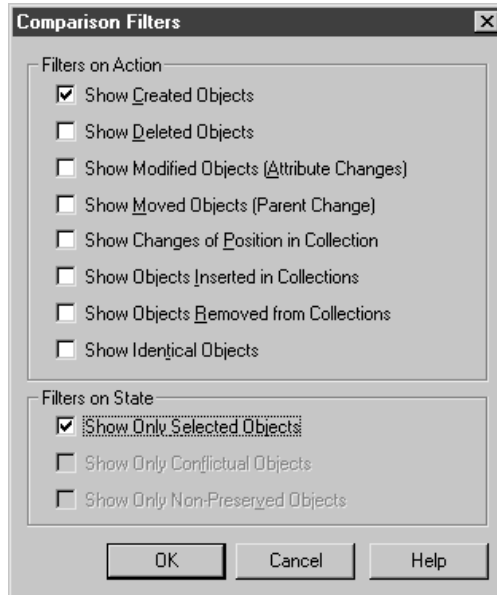 Comparison Filters
Filters on Action
Show Created Objects
Show Deleted Objects
Show Modified Objects (Attribute Changes)
Show Moved Objects (Parent Change)
Show Changes of Position in Collection
Show Objects Inserted in Collections
Show Objects Removed from Collections
Show Identical Objects
Filters on State
Show Only Selected Objects
Show Only Conflictual Objects
Show Only Non-Preserved Objects
OK Cancel Help